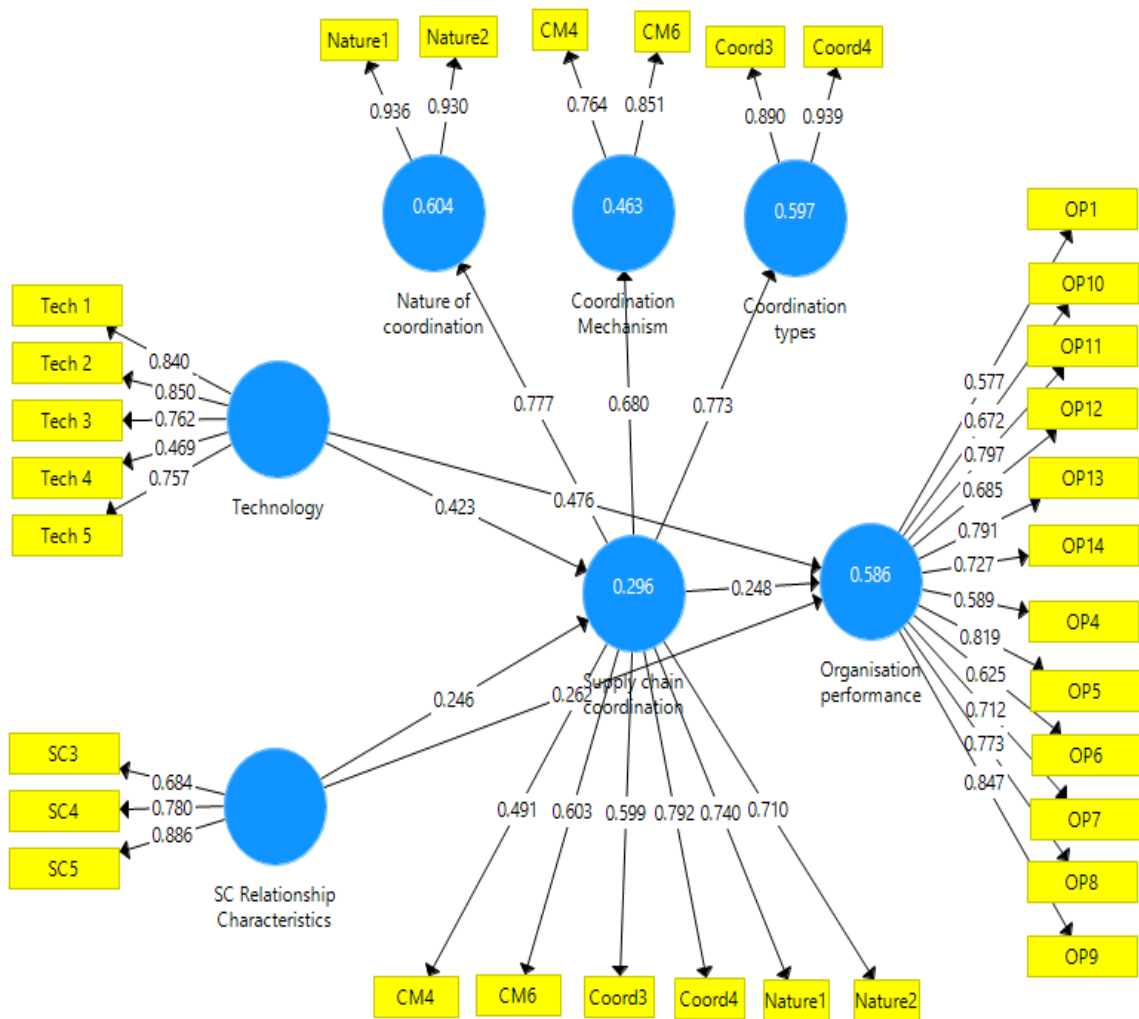 Nature1
Nature2
CM4
CM6
Coord3
Coord4
0.936
0.930
0.764
0.851
0.890
0.939
0.604
0.463
0.597
Nature of
coordination
Coordination
Mechanism
Coordination
types
Tech 1
Tech 2
Tech 3
Tech 4
Tech 5
0.840
0.850
0.762
0.469
0.757
Technology
0.777
0.680
0.773
0.423
0.476
0.296
0.248
0.586
Supply chain
coordination
Organisation
performance
0.246
0.262
SC3
SC4
SC5
0.684
0.780
0.886
SC Relationship
Characteristics
0.491
0.603
0.599
0.792
0.740
0.710
CM4
CM6
Coord3
Coord4
Nature1
Nature2
0.577
0.672
0.797
0.685
0.791
0.727
0.589
0.819
0.625
0.712
0.773
0.847
OP1
OP10
OP11
OP12
OP13
OP14
OP4
OP5
OP6
OP7
OP8
OP9